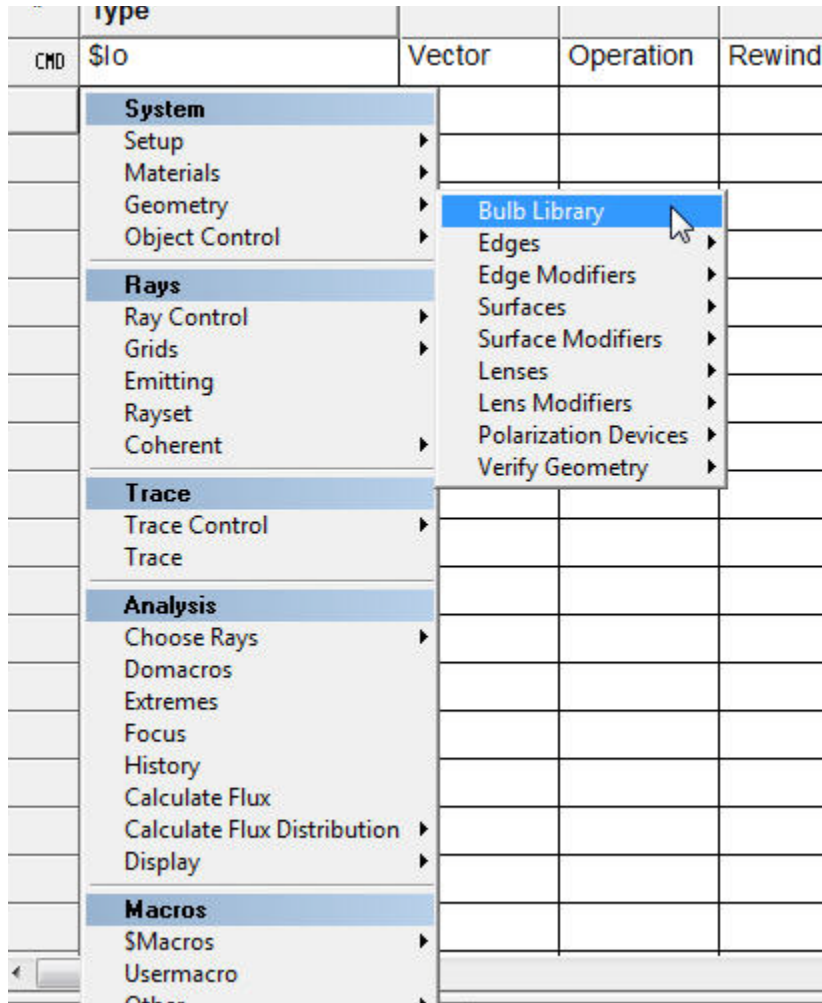 Type
CMD $Io Vector Operation Rewind
System
Setup
Materials
Geometry
Object Control
Rays
Ray Control
Grids
Emitting
Rayset
Coherent
Trace
Trace Control
Trace
Analysis
Choose Rays
Domacros
Extremes
Focus
History
Calculate Flux
Calculate Flux Distribution
Display
Macros
$Macros
Usermacro
Other
Bulb Library
Edges
Edge Modifiers
Surfaces
Surface Modifiers
Lenses
Lens Modifiers
Polarization Devices
Verify Geometry